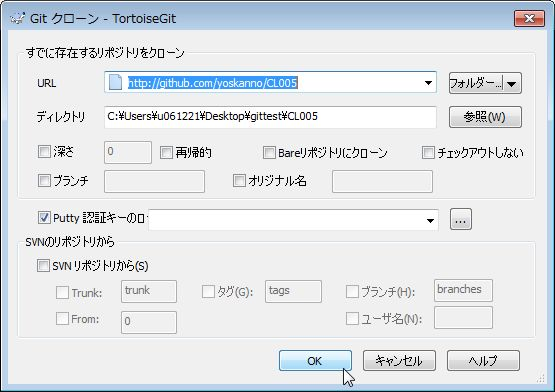 Git クローン - TortoiseGit
すでに存在するリポジトリをクローン
URL http://github.com/yoskanno/CL005 フォルダー...
ディレクトリ C:¥Users¥u061221¥Desktop¥gittest¥CL005 参照(W)
深さ 0 再帰的 Bareリポジトリにクローン チェックアウトしない
ブランチ オリジナル名
Putty 認証キーのロー ...
SVNのリポジトリから
SVN リポジトリから(S)
Trunk: trunk タグ(G): tags ブランチ(H): branches
From: 0 ユーザ名(N):
OK キャンセル ヘルプ